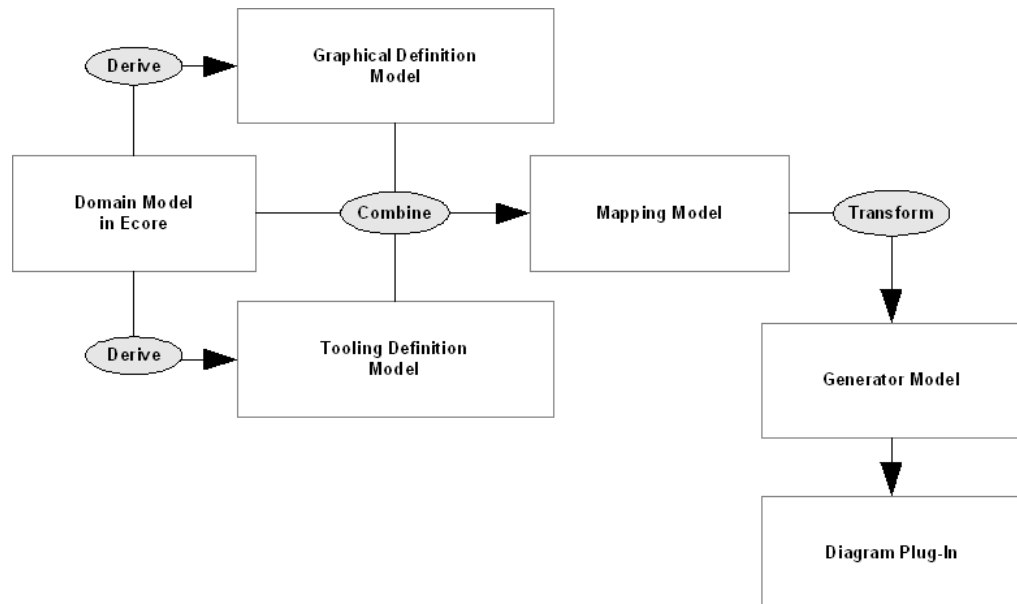 Derive
Graphical Definition
Model
Domain Model
in Ecore
Combine
Mapping Model
Transform
Derive
Tooling Definition
Model
Generator Model
Diagram Plug-In